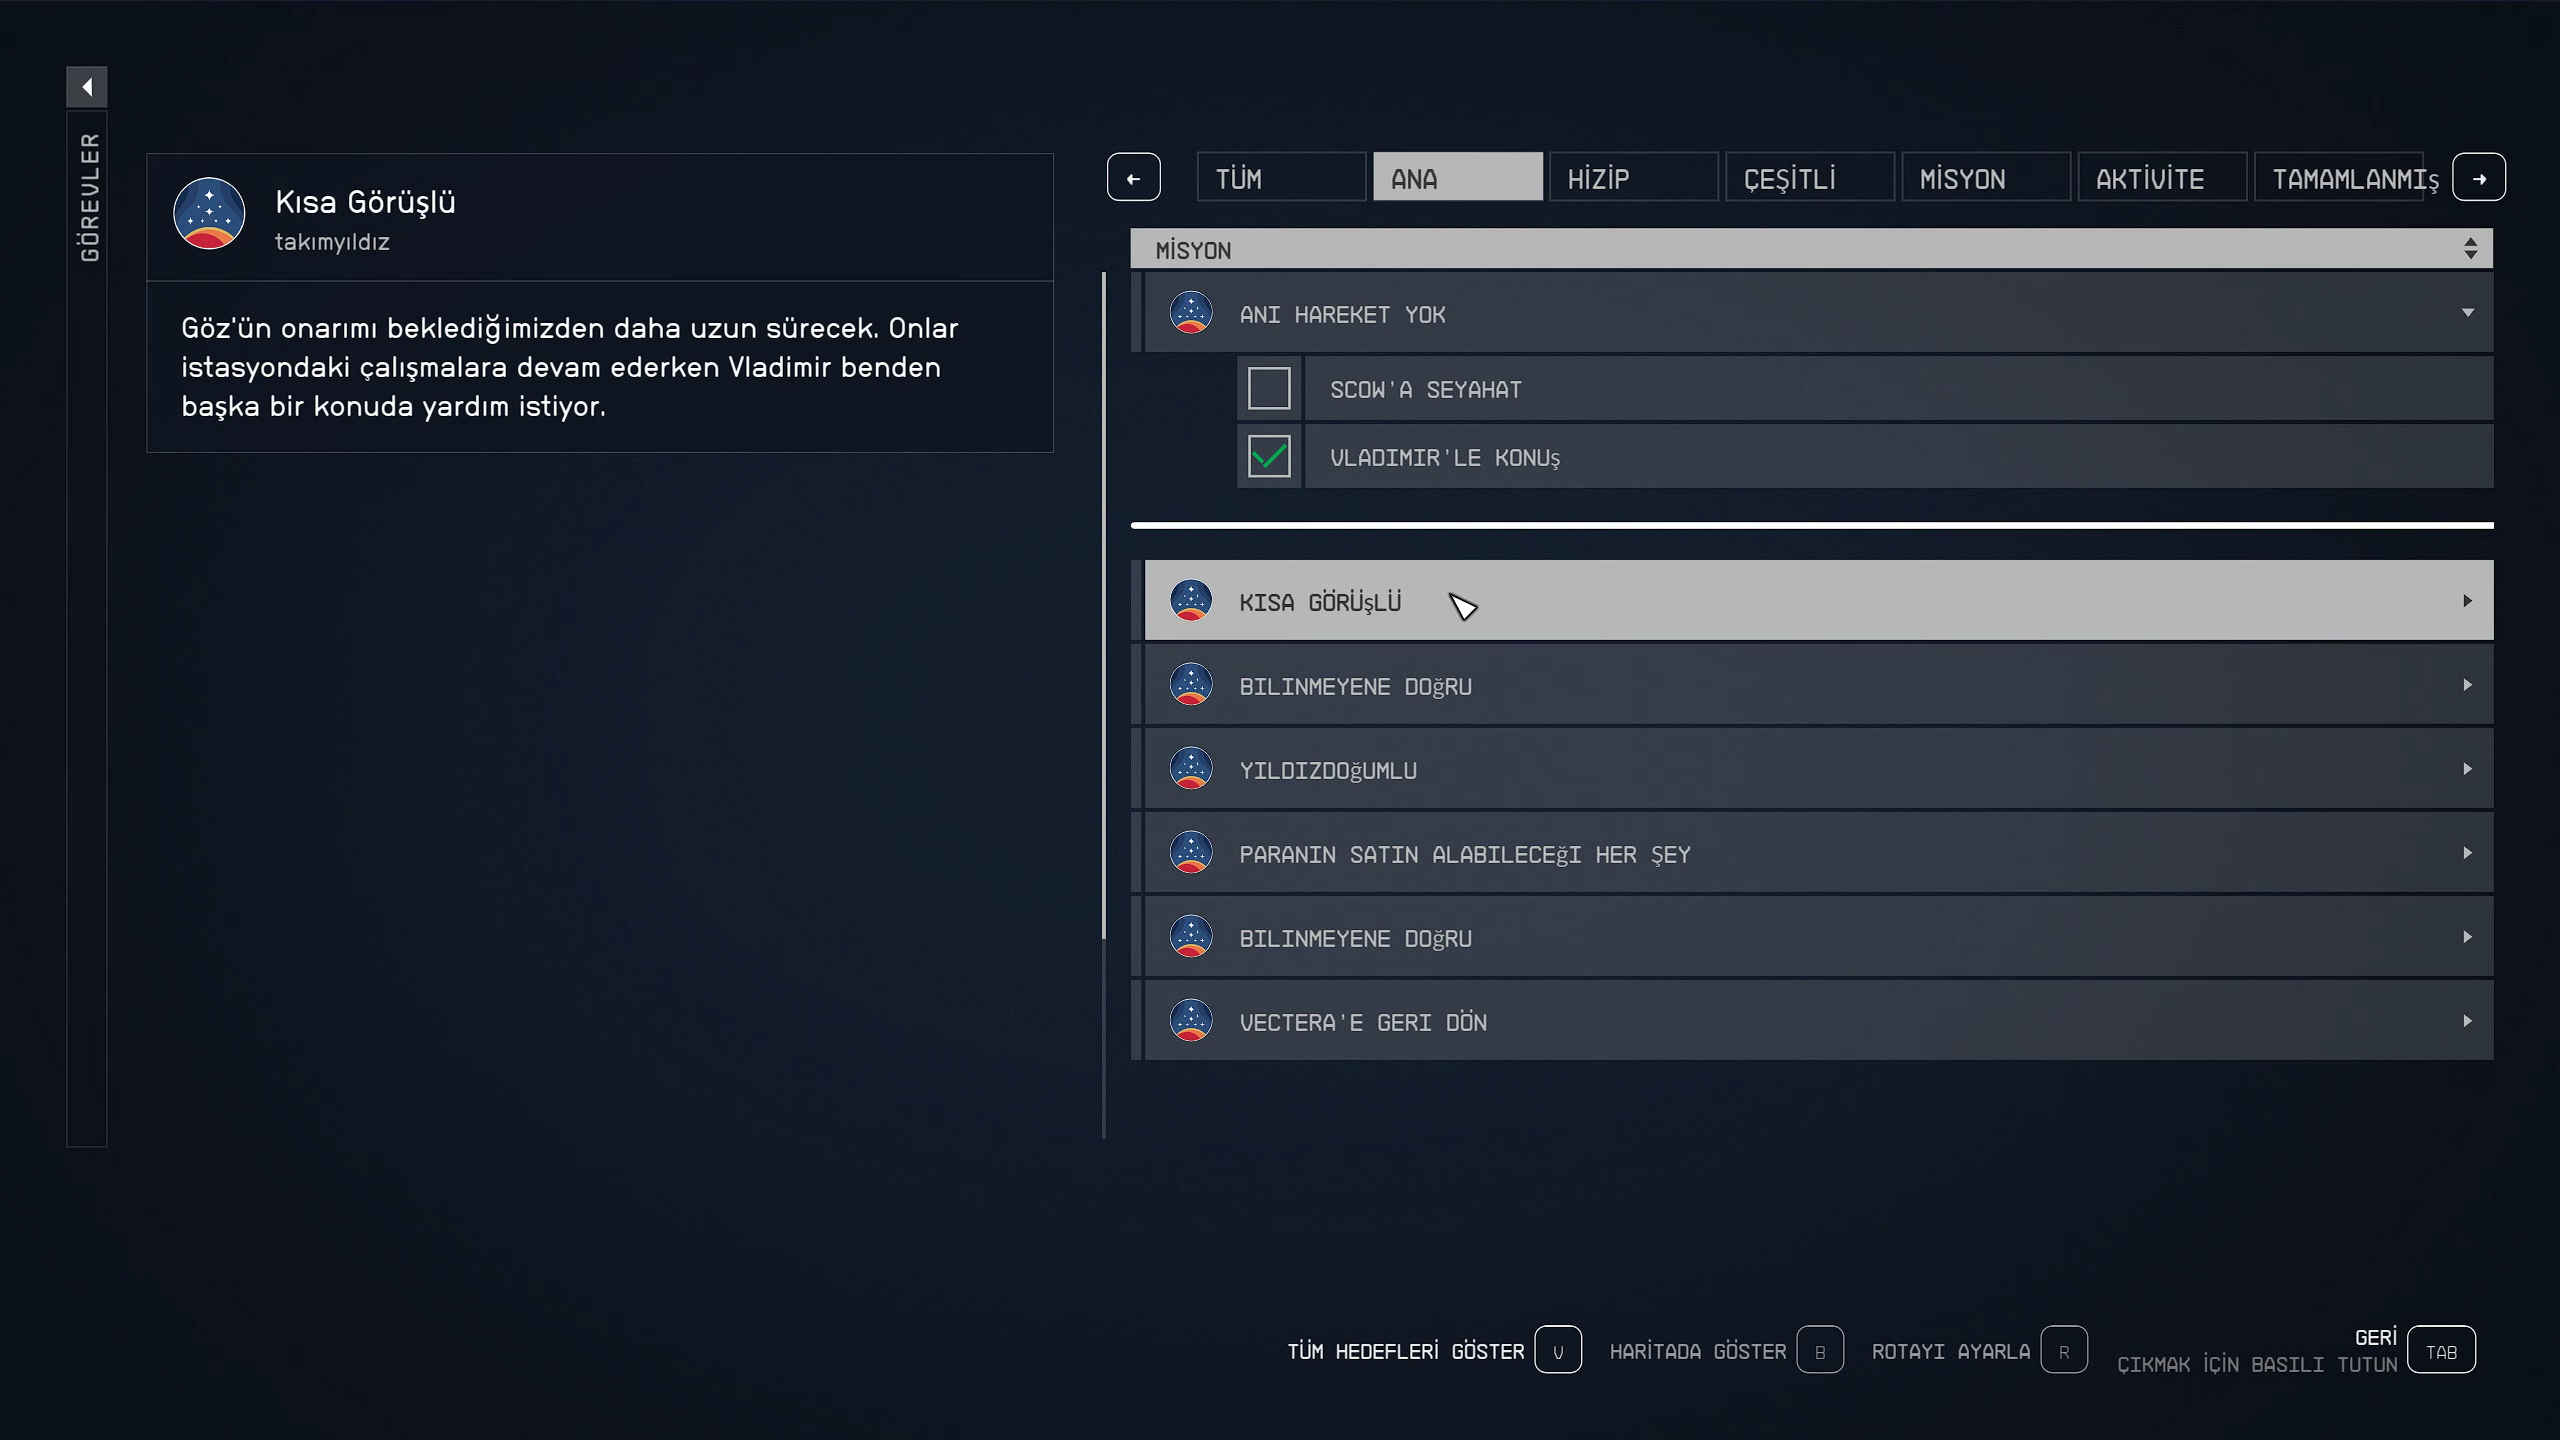 GÖREVLER
Kısa Görüşlü
takımyıldız
Göz'ün onarımı beklediğimizden daha uzun sürecek. Onlar
istasyondaki çalışmalara devam ederken Vladimir benden
başka bir konuda yardım istiyor.
TÜM
ANA
HİZİP
ÇEŞİTLİ
MİSYON
AKTİVİTE
TAMAMLANMIş
MİSYON
ANI HAREKET YOK
SCOW'A SEYAHAT
VLADIMIR'LE KONUş
KISA GÖRÜşLÜ
BILINMEYENE DOğRU
YILDIZDOğUMLU
PARANIN SATIN ALABILECEğI HER ŞEY
BILINMEYENE DOğRU
VECTERA'E GERI DÖN
TÜM HEDEFLERİ GÖSTER V
HARİTADA GÖSTER B
ROTAYI AYARLA R
GERİ
ÇIKMAK İÇİN BASILI TUTUN TAB